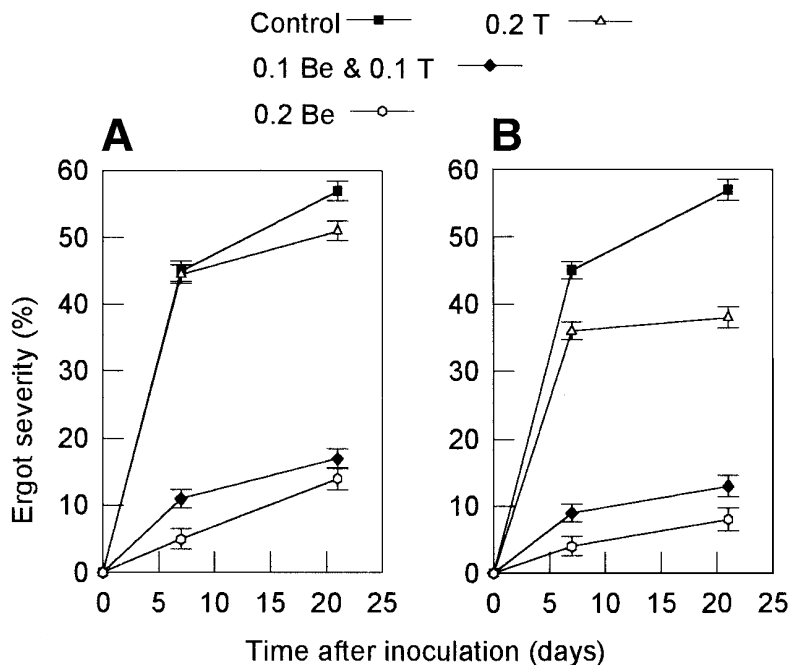 Control 0.2 T
0.1 Be & 0.1 T
0.2 Be
A B
60 60
50 50
40 40
30 30
20 20
10 10
0 0
0 5 10 15 20 25 0 5 10 15 20 25
Ergot severity (%)
Time after inoculation (days)